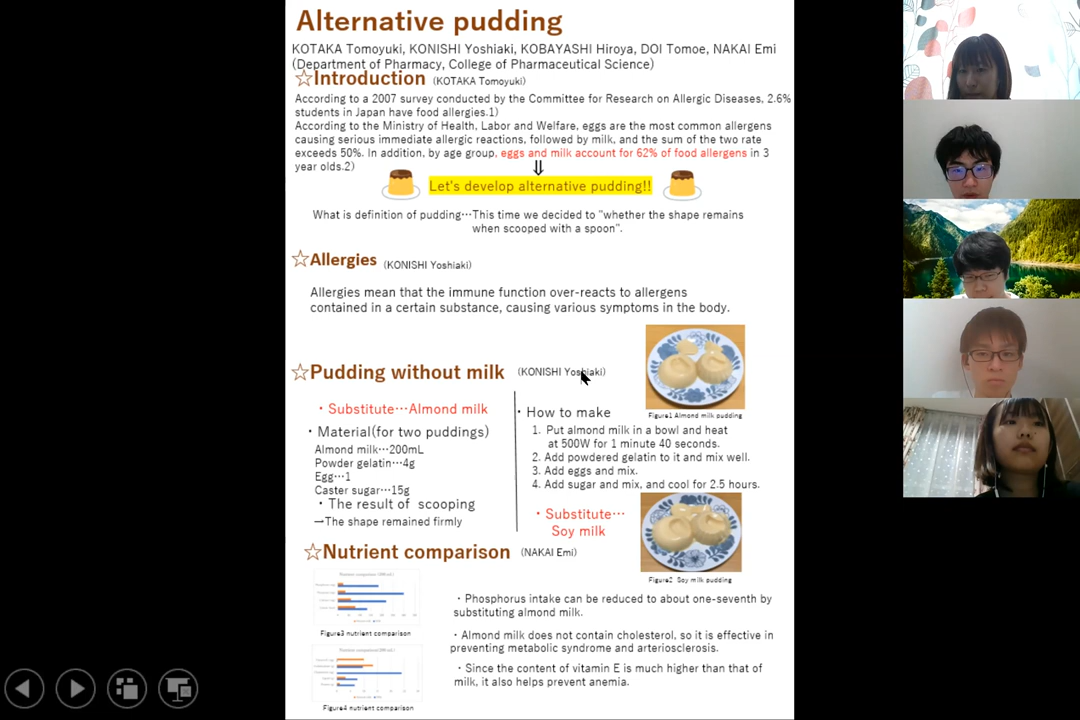 Alternative pudding
KOTAKA Tomoyuki, KONISHI Yoshiaki, KOBAYASHI Hiroya, DOI Tomoe, NAKAI Emi
(Department of Pharmacy, College of Pharmaceutical Science)
☆Introduction (KOTAKA Tomoyuki)
According to a 2007 survey conducted by the Committee for Research on Allergic Diseases, 2.6%
students in Japan have food allergies.1)
According to the Ministry of Health, Labor and Welfare, eggs are the most common allergens
causing serious immediate allergic reactions, followed by milk, and the sum of the two rate
exceeds 50%. In addition, by age group, eggs and milk account for 62% of food allergens in 3
year olds.2)
⇓
Let's develop alternative pudding!!
What is definition of pudding…This time we decided to "whether the shape remains
when scooped with a spoon".
☆Allergies (KONISHI Yoshiaki)
Allergies mean that the immune function over-reacts to allergens
contained in a certain substance, causing various symptoms in the body.
☆Pudding without milk (KONISHI Yoshiaki)
・Substitute…Almond milk
・Material(for two puddings)
Almond milk…200mL
Powder gelatin…4g
Egg…1
Caster sugar…15g
・The result of scooping
→The shape remained firmly
Figure1 Almond milk pudding
・How to make
1. Put almond milk in a bowl and heat
at 500W for 1 minute 40 seconds.
2. Add powdered gelatin to it and mix well.
3. Add eggs and mix.
4. Add sugar and mix, and cool for 2.5 hours.
・Substitute…
Soy milk
Figure2 Soy milk pudding
☆Nutrient comparison (NAKAI Emi)
Figure3 nutrient comparison
Figure4 nutrient comparison
・Phosphorus intake can be reduced to about one-seventh by
substituting almond milk.
・Almond milk does not contain cholesterol, so it is effective in
preventing metabolic syndrome and arteriosclerosis.
・Since the content of vitamin E is much higher than that of
milk, it also helps prevent anemia.